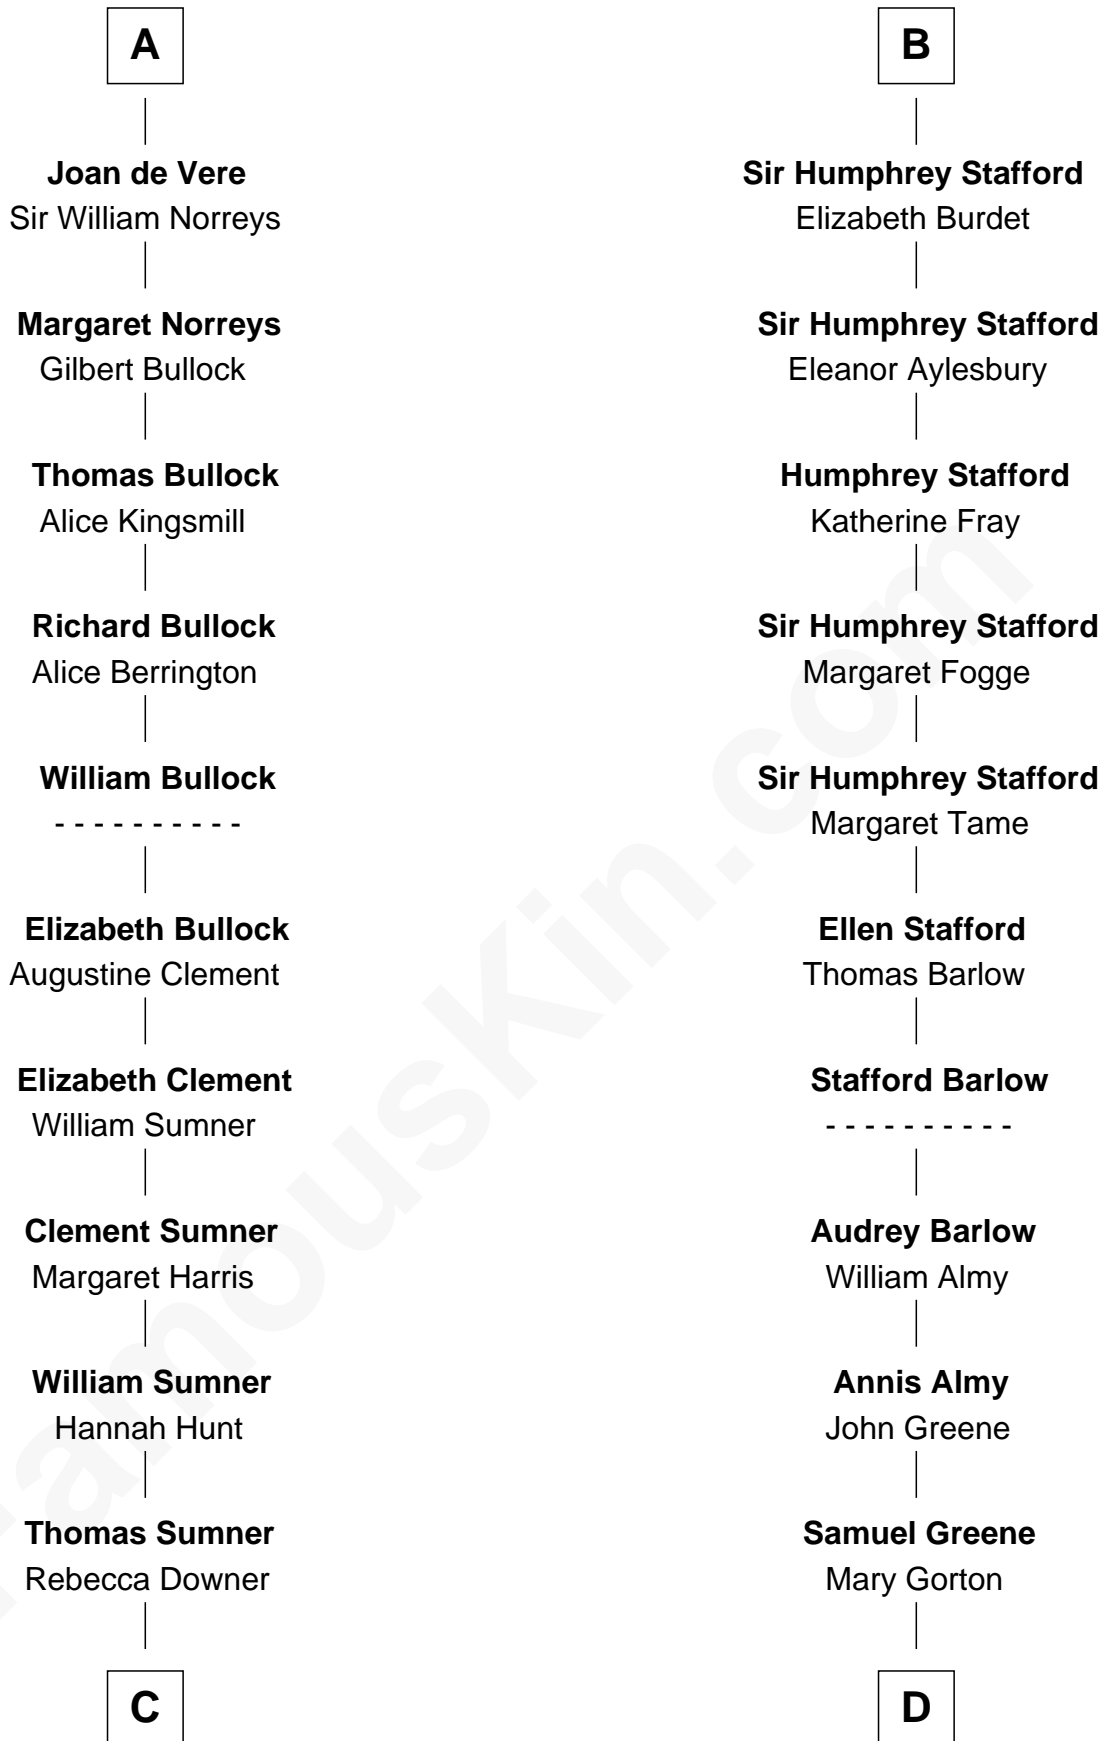 A
Joan de Vere
Sir William Norreys
Margaret Norreys
Gilbert Bullock
Thomas Bullock
Alice Kingsmill
Richard Bullock
Alice Berrington
William Bullock
- - - - - - - - - -
Elizabeth Bullock
Augustine Clement
Elizabeth Clement
William Sumner
Clement Sumner
Margaret Harris
William Sumner
Hannah Hunt
Thomas Sumner
Rebecca Downer
C
B
Sir Humphrey Stafford
Elizabeth Burdet
Sir Humphrey Stafford
Eleanor Aylesbury
Humphrey Stafford
Katherine Fray
Sir Humphrey Stafford
Margaret Fogge
Sir Humphrey Stafford
Margaret Tame
Ellen Stafford
Thomas Barlow
Stafford Barlow
- - - - - - - - - -
Audrey Barlow
William Almy
Annis Almy
John Greene
Samuel Greene
Mary Gorton
D
FamousKin.com